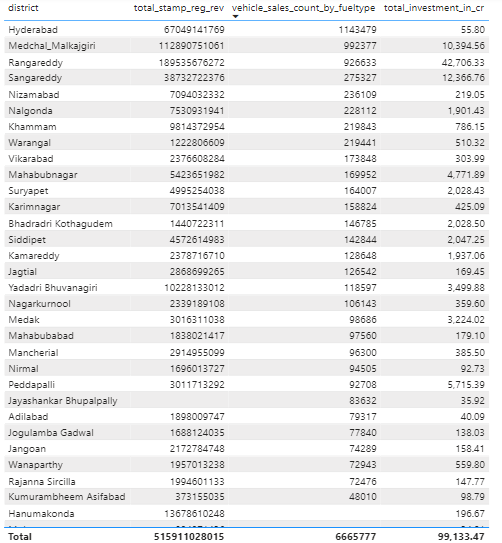 district total_stamp_reg_rev vehicle_sales_count_by_fueltype total_investment_in_cr
Hyderabad 67049141769 1143479 55.80
Medchal_Malkajgiri 112890751061 992377 10,394.56
Rangareddy 189535676272 926633 42,706.33
Sangareddy 38732722376 275327 12,366.76
Nizamabad 7094032332 236109 219.05
Nalgonda 7530931941 228112 1,901.43
Khammam 9814372954 219843 786.15
Warangal 1222806609 219441 510.32
Vikarabad 2376608284 173848 303.99
Mahabubnagar 5423651982 169952 4,771.89
Suryapet 4995254038 164007 2,028.43
Karimnagar 7013541409 158824 425.09
Bhadradri Kothagudem 1440722311 146785 2,028.50
Siddipet 4572614983 142844 2,047.25
Kamareddy 2378716710 128648 1,937.06
Jagtial 2868699265 126542 169.45
Yadadri Bhuvanagiri 10228133012 118597 3,499.88
Nagarkurnool 2339189108 106143 359.60
Medak 3016311038 98686 3,224.02
Mahabubabad 1838021417 97560 179.10
Mancherial 2914955099 96300 385.50
Nirmal 1696013727 94505 92.73
Peddapalli 3011713292 92708 5,715.39
Jayashankar Bhupalpally 83632 35.92
Adilabad 1898009747 79317 40.09
Jogulamba Gadwal 1688124035 77840 138.03
Jangoan 2172784748 74289 158.41
Wanaparthy 1957013238 72943 559.80
Rajanna Sircilla 1994601133 72476 147.77
Kumurambheem Asifabad 373155035 48010 98.79
Hanumakonda 13678610248 196.67
Total 515911028015 6665777 99,133.47